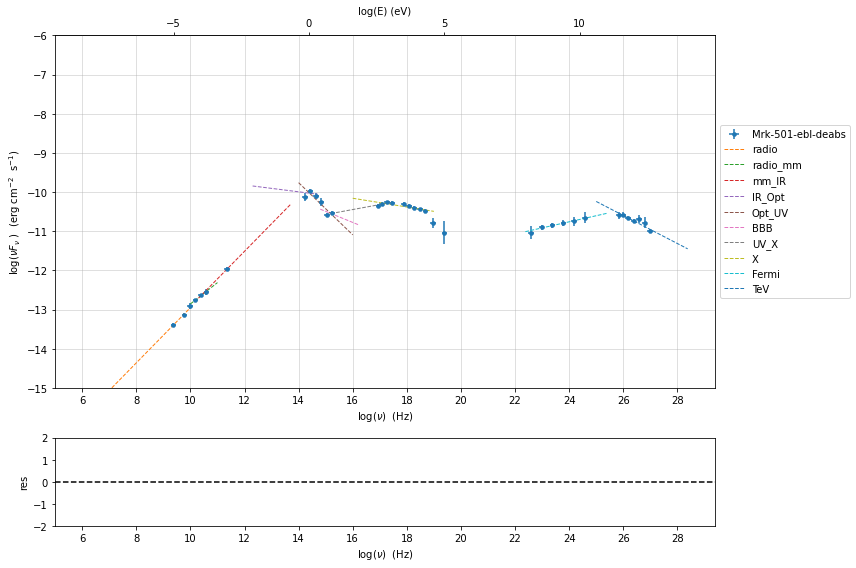 log(E) (eV)
−5 0 5 10
−6
−7
−8
−9
−10
−11
−12
−13
−14
−15
log(νF_ν ) (erg cm⁻² s⁻¹)
6 8 10 12 14 16 18 20 22 24 26 28
log(ν) (Hz)
Mrk-501-ebl-deabs
radio
radio_mm
mm_IR
IR_Opt
Opt_UV
BBB
UV_X
X
Fermi
TeV
2
1
0
−1
−2
res
6 8 10 12 14 16 18 20 22 24 26 28
log(ν) (Hz)